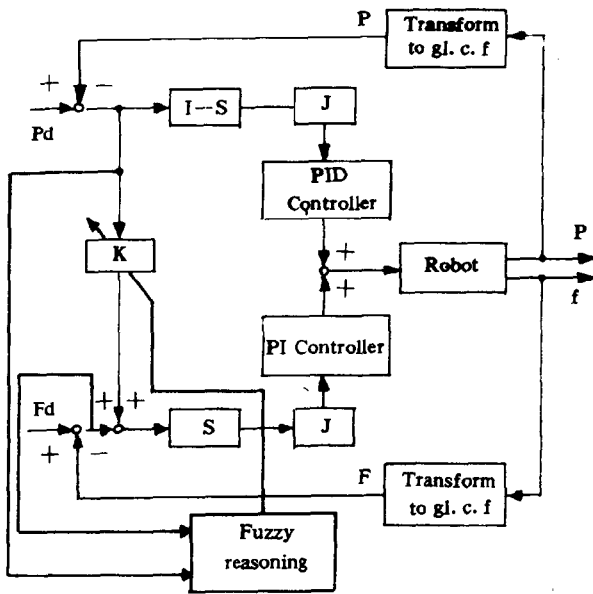 P
Transform
to gl. c. f
+
−
Pd
I—S
J
PID
Controller
K
+
+
Robot
P
f
PI Controller
Fd
+
+
+
−
S
J
F
Transform
to gl. c. f
Fuzzy
reasoning